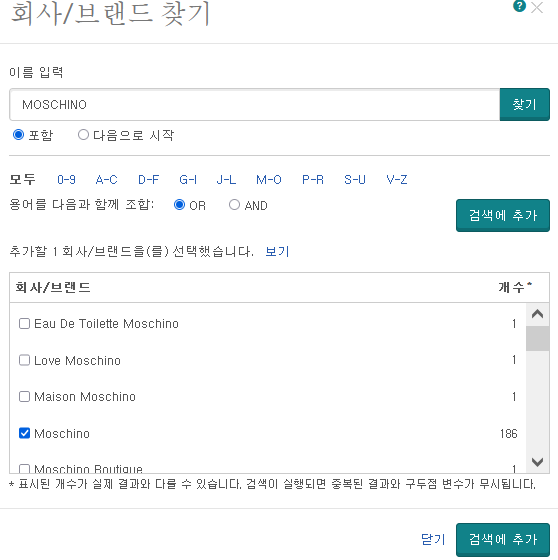 회사/브랜드 찾기
?
이름 입력
MOSCHINO 찾기
포함 다음으로 시작
모두 0-9 A-C D-F G-I J-L M-O P-R S-U V-Z
용어를 다음과 함께 조합: OR AND
검색에 추가
추가할 1 회사/브랜드을(를) 선택했습니다. 보기
회사/브랜드 개수*
Eau De Toilette Moschino 1
Love Moschino 1
Maison Moschino 1
Moschino 186
Moschino Boutique 1
* 표시된 개수가 실제 결과와 다를 수 있습니다. 검색이 실행되면 중복된 결과와 구두점 변수가 무시됩니다.
닫기 검색에 추가